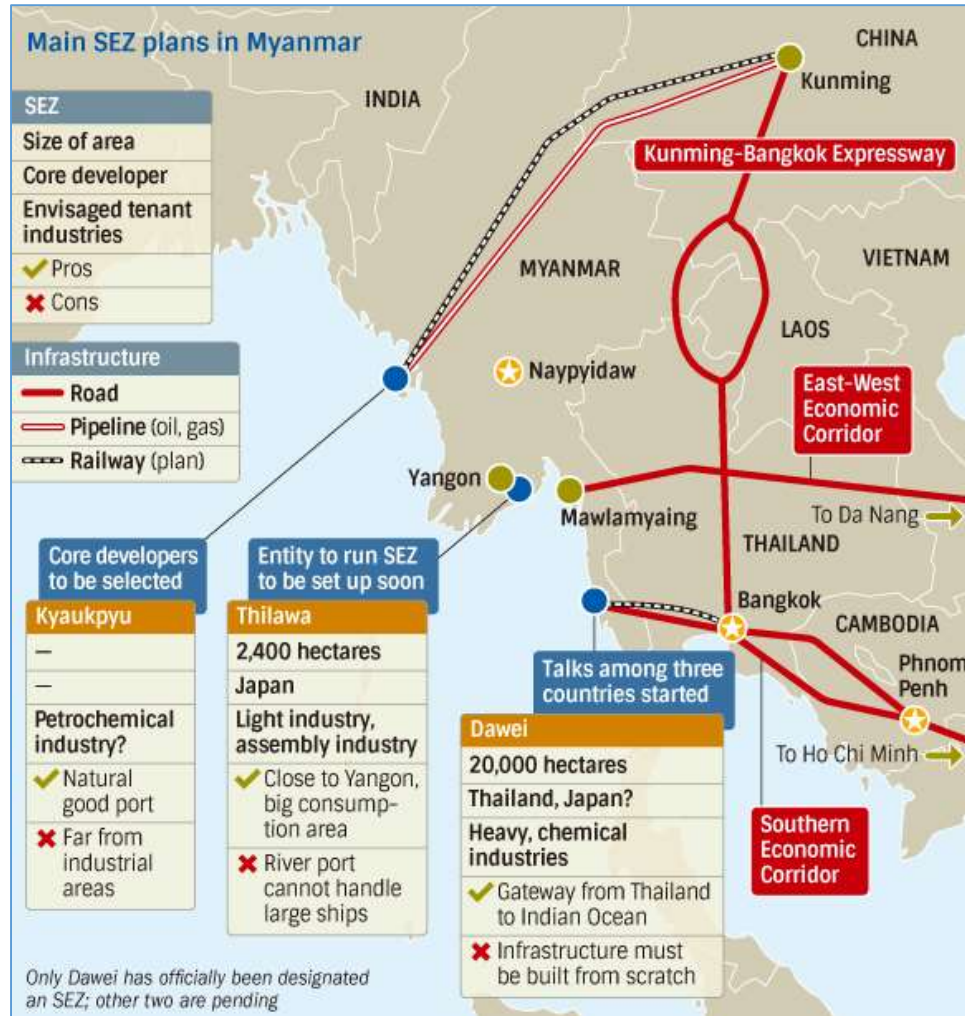 Main SEZ plans in Myanmar
SEZ
Size of area
Core developer
Envisaged tenant
industries
Pros
Cons
Infrastructure
Road
Pipeline (oil, gas)
Railway (plan)
INDIA
CHINA
Kunming
Kunming-Bangkok Expressway
MYANMAR
VIETNAM
LAOS
Naypyidaw
East-West
Economic
Corridor
Yangon
Mawlamyaing
To Da Nang
THAILAND
Bangkok
CAMBODIA
Phnom
Penh
To Ho Chi Minh
Southern
Economic
Corridor
Core developers
to be selected
Kyaukpyu
—
—
Petrochemical
industry?
Natural
good port
Far from
industrial
areas
Entity to run SEZ
to be set up soon
Thilawa
2,400 hectares
Japan
Light industry,
assembly industry
Close to Yangon,
big consump-
tion area
River port
cannot handle
large ships
Talks among three
countries started
Dawei
20,000 hectares
Thailand, Japan?
Heavy, chemical
industries
Gateway from Thailand
to Indian Ocean
Infrastructure must
be built from scratch
Only Dawei has officially been designated
an SEZ; other two are pending